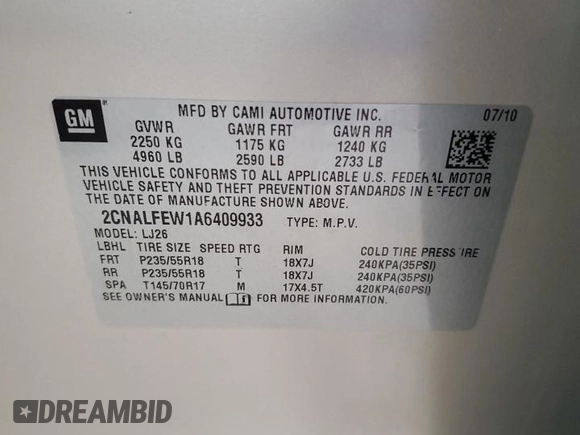 GM ®
MFD BY CAMI AUTOMOTIVE INC. 07/10
GVWR GAWR FRT GAWR RR
2250 KG 1175 KG 1240 KG
4960 LB 2590 LB 2733 LB
THIS VEHICLE CONFORMS TO ALL APPLICABLE U.S. FEDERAL MOTOR
VEHICLE SAFETY AND THEFT PREVENTION STANDARDS IN EFFECT ON
THE DATE OF MANUFACTURE SHOWN ABOVE.
2CNALFEW1A6409933 TYPE: M.P.V.
MODEL: LJ26
LBHL TIRE SIZE SPEED RTG RIM COLD TIRE PRESSURE
FRT P235/55R18 T 18X7J 240KPA(35PSI)
RR P235/55R18 T 18X7J 240KPA(35PSI)
SPA T145/70R17 M 17X4.5T 420KPA(60PSI)
SEE OWNER'S MANUAL FOR MORE INFORMATION.
DREAMBID